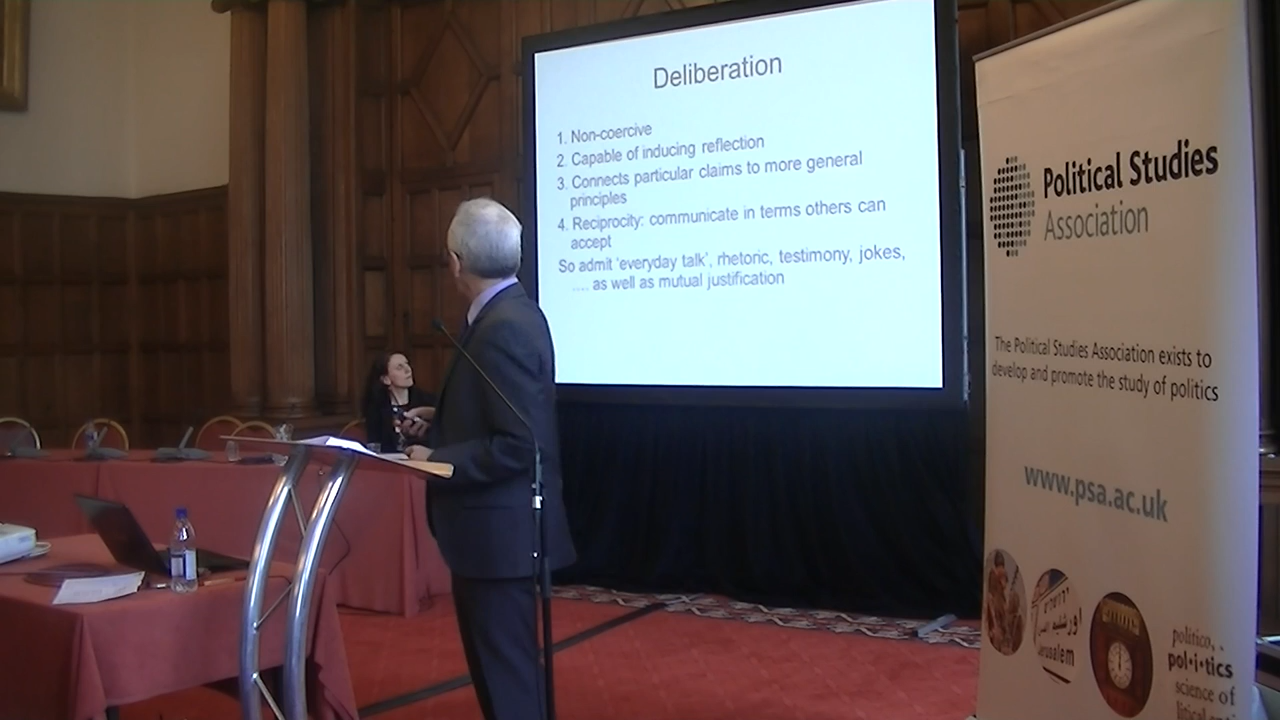 Deliberation
1. Non-coercive
2. Capable of inducing reflection
3. Connects particular claims to more general
principles
4. Reciprocity: communicate in terms others can
accept
So admit 'everyday talk', rhetoric, testimony, jokes,
.... as well as mutual justification
Political Studies
Association
The Political Studies Association exists to
develop and promote the study of politics
www.psa.ac.uk
Jerusalem
pol•i•tics
science of